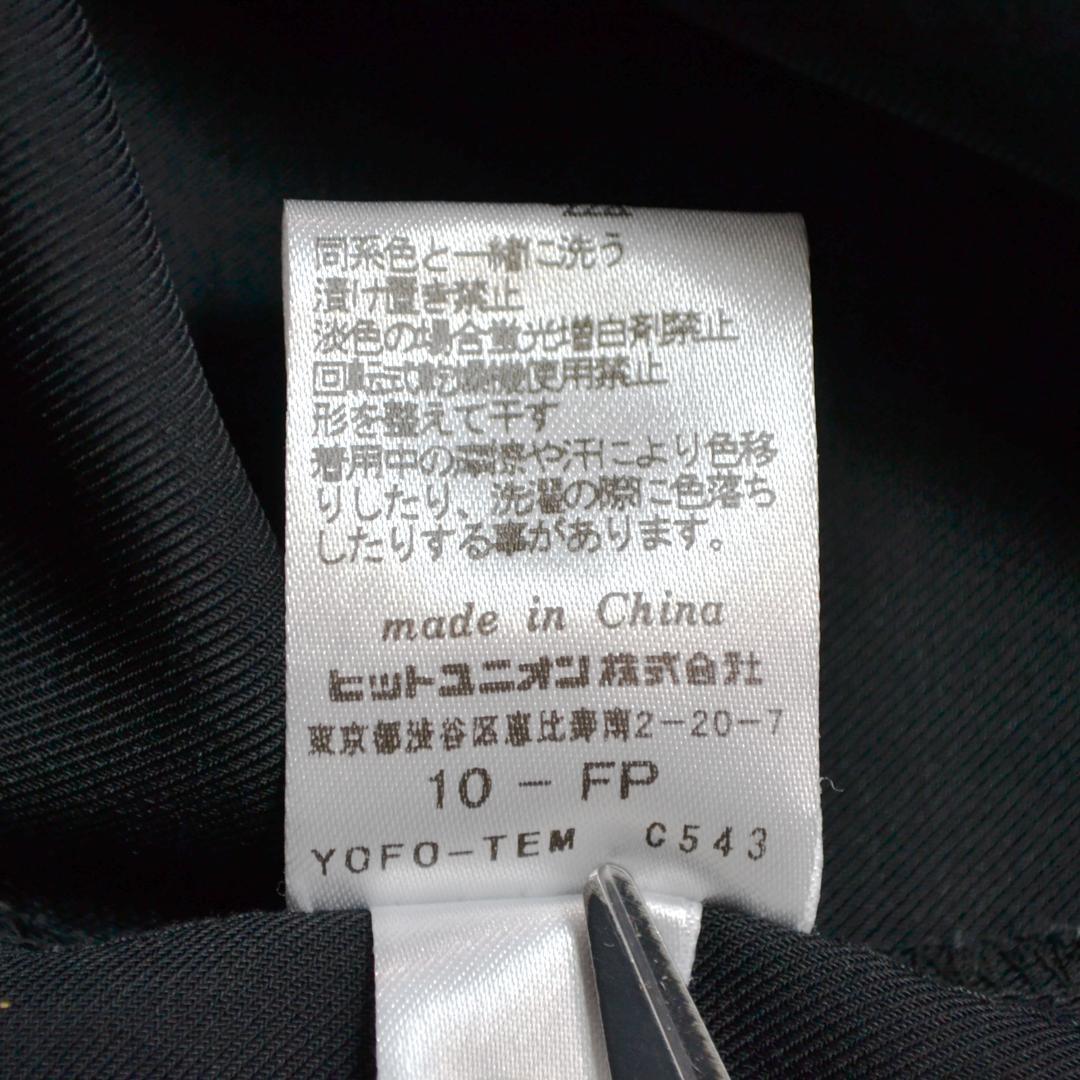 同系色と一緒に洗う
漬け置き禁止
淡色の場合蛍光増白剤禁止
回転式乾燥機使用禁止
形を整えて干す
着用中の摩擦や汗により色移
りしたり、洗濯の際に色落ち
したりする事があります。
made in China
ヒットユニオン株式会社
東京都渋谷区恵比寿南2-20-7
10-FP
YOFO-TEM C543